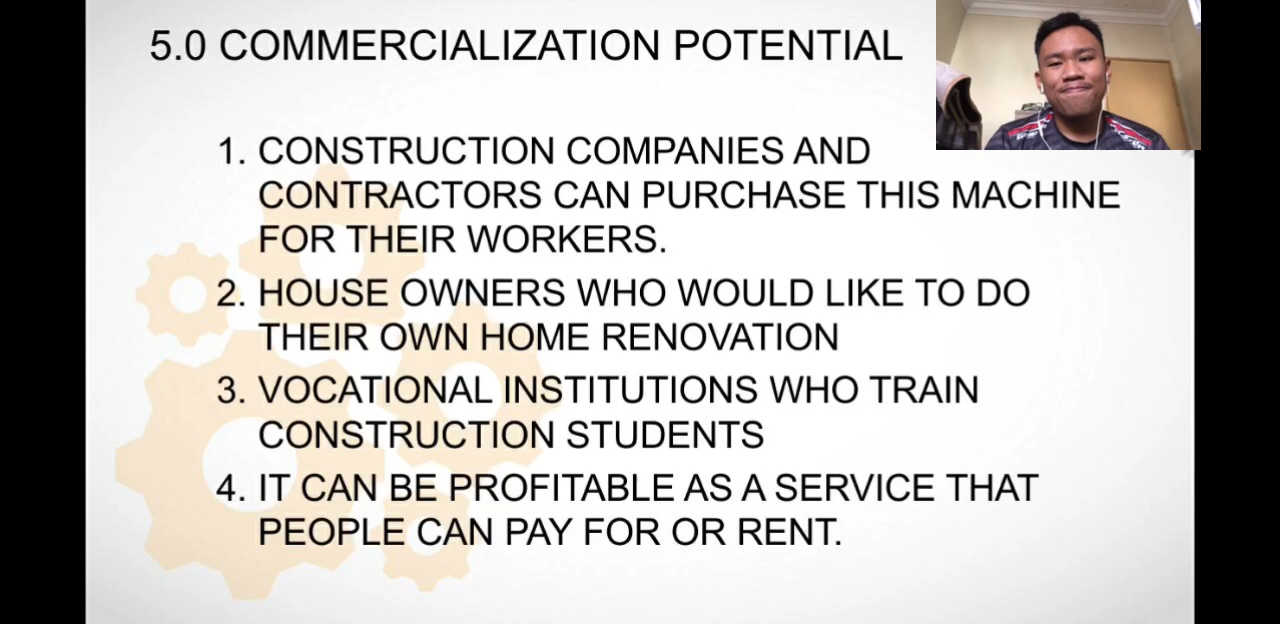 5.0 COMMERCIALIZATION POTENTIAL
1. CONSTRUCTION COMPANIES AND
CONTRACTORS CAN PURCHASE THIS MACHINE
FOR THEIR WORKERS.
2. HOUSE OWNERS WHO WOULD LIKE TO DO
THEIR OWN HOME RENOVATION
3. VOCATIONAL INSTITUTIONS WHO TRAIN
CONSTRUCTION STUDENTS
4. IT CAN BE PROFITABLE AS A SERVICE THAT
PEOPLE CAN PAY FOR OR RENT.